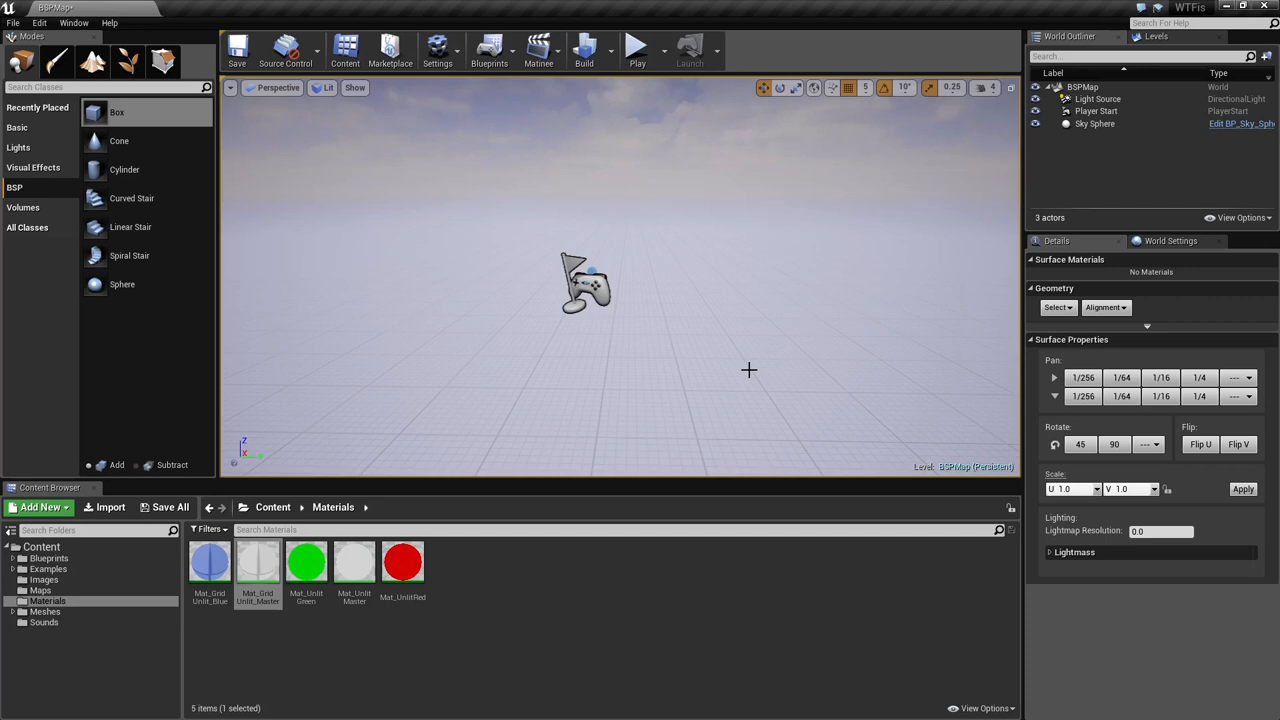 BSPMap*
WTFis
File Edit Window Help
Search For Help
Modes
Save
Source Control
Content
Marketplace
Settings
Blueprints
Matinee
Build
Play
Launch
Search Classes
Recently Placed
Basic
Lights
Visual Effects
BSP
Volumes
All Classes
Box
Cone
Cylinder
Curved Stair
Linear Stair
Spiral Stair
Sphere
Add
Subtract
Perspective
Lit
Show
5
10°
0.25
4
Z
X
Level: BSPMap (Persistent)
World Outliner
Levels
Search...
Label Type
BSPMap World
Light Source DirectionalLight
Player Start PlayerStart
Sky Sphere Edit BP_Sky_Sph
3 actors
View Options
Details
World Settings
Surface Materials
No Materials
Geometry
Select
Alignment
Surface Properties
Pan:
1/256 1/64 1/16 1/4 ---
1/256 1/64 1/16 1/4 ---
Rotate: Flip:
45 90 --- Flip U Flip V
Scale:
U 1.0 V 1.0 Apply
Lighting:
Lightmap Resolution: 0.0
Lightmass
Content Browser
Add New
Import
Save All
Content
Materials
Search Folders
Filters
Search Materials
Content
Blueprints
Examples
Images
Maps
Materials
Meshes
Sounds
Mat_Grid
Unlit_Blue
Mat_Grid
Unlit_Master
Mat_Unlit
Green
Mat_Unlit
Master
Mat_UnlitRed
5 items (1 selected)
View Options